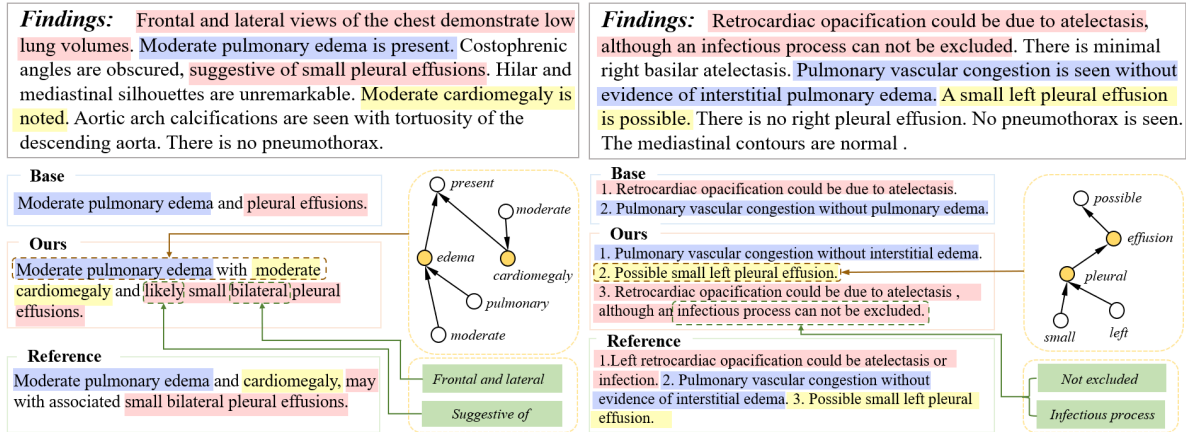 Findings: Frontal and lateral views of the chest demonstrate low
lung volumes. Moderate pulmonary edema is present. Costophrenic
angles are obscured, suggestive of small pleural effusions. Hilar and
mediastinal silhouettes are unremarkable. Moderate cardiomegaly is
noted. Aortic arch calcifications are seen with tortuosity of the
descending aorta. There is no pneumothorax.
Base
Moderate pulmonary edema and pleural effusions.
Ours
Moderate pulmonary edema with moderate
cardiomegaly and likely small bilateral pleural
effusions.
Reference
Moderate pulmonary edema and cardiomegaly, may
with associated small bilateral pleural effusions.
present
moderate
edema
cardiomegaly
pulmonary
moderate
Frontal and lateral
Suggestive of
Findings: Retrocardiac opacification could be due to atelectasis,
although an infectious process can not be excluded. There is minimal
right basilar atelectasis. Pulmonary vascular congestion is seen without
evidence of interstitial pulmonary edema. A small left pleural effusion
is possible. There is no right pleural effusion. No pneumothorax is seen.
The mediastinal contours are normal .
Base
1. Retrocardiac opacification could be due to atelectasis.
2. Pulmonary vascular congestion without pulmonary edema.
Ours
1. Pulmonary vascular congestion without interstitial edema.
2. Possible small left pleural effusion.
3. Retrocardiac opacification could be due to atelectasis ,
although an infectious process can not be excluded.
Reference
1.Left retrocardiac opacification could be atelectasis or
infection. 2. Pulmonary vascular congestion without
evidence of interstitial edema. 3. Possible small left pleural
effusion.
possible
effusion
pleural
small
left
Not excluded
Infectious process